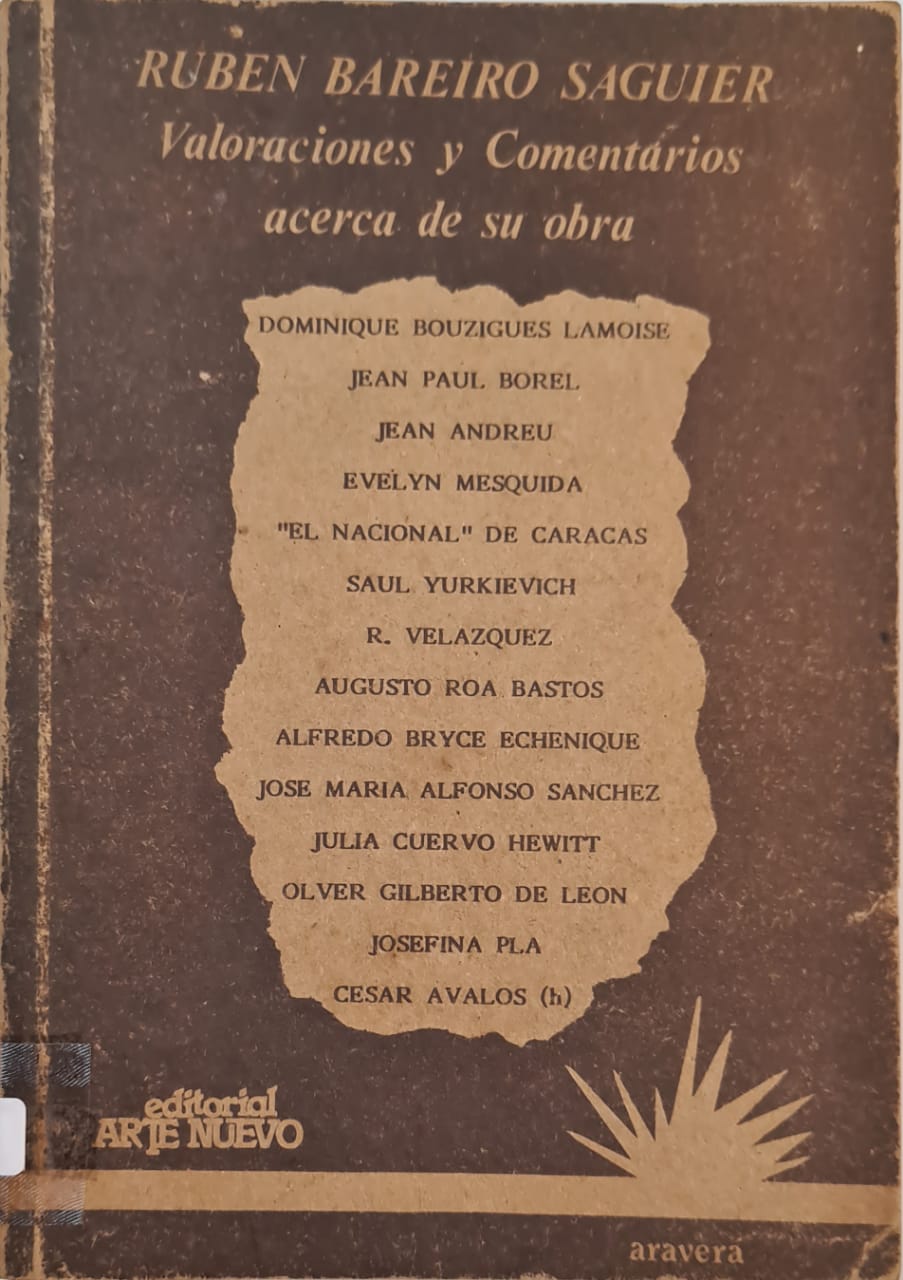 RUBEN BAREIRO SAGUIER
Valoraciones y Comentarios
acerca de su obra
DOMINIQUE BOUZIGUES LAMOISE
JEAN PAUL BOREL
JEAN ANDREU
EVELYN MESQUIDA
"EL NACIONAL" DE CARACAS
SAUL YURKIEVICH
R. VELAZQUEZ
AUGUSTO ROA BASTOS
ALFREDO BRYCE ECHENIQUE
JOSE MARIA ALFONSO SANCHEZ
JULIA CUERVO HEWITT
OLVER GILBERTO DE LEON
JOSEFINA PLA
CESAR AVALOS (h)
editorial
ARTE NUEVO
aravera